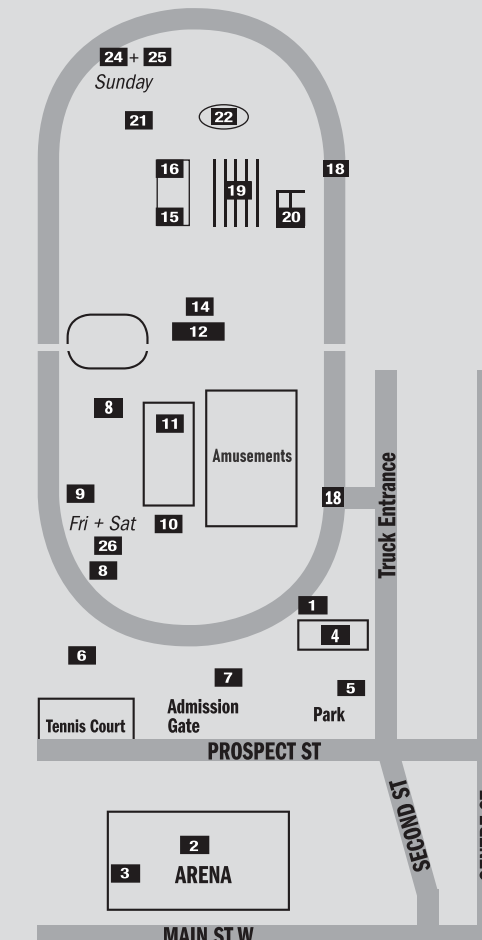 24 + 25
Sunday
21
22
16
18
19
15
20
14
12
8
11
Amusements
9
18
Fri + Sat
10
26
8
Truck Entrance
1
4
6
7
5
Admission
Gate
Park
Tennis Court
PROSPECT ST
SECOND ST
2
3
ARENA
MAIN ST W